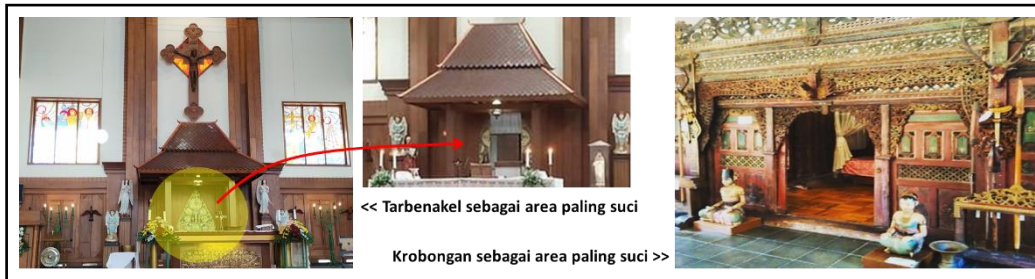 << Tarbenakel sebagai area paling suci
Krobongan sebagai area paling suci >>